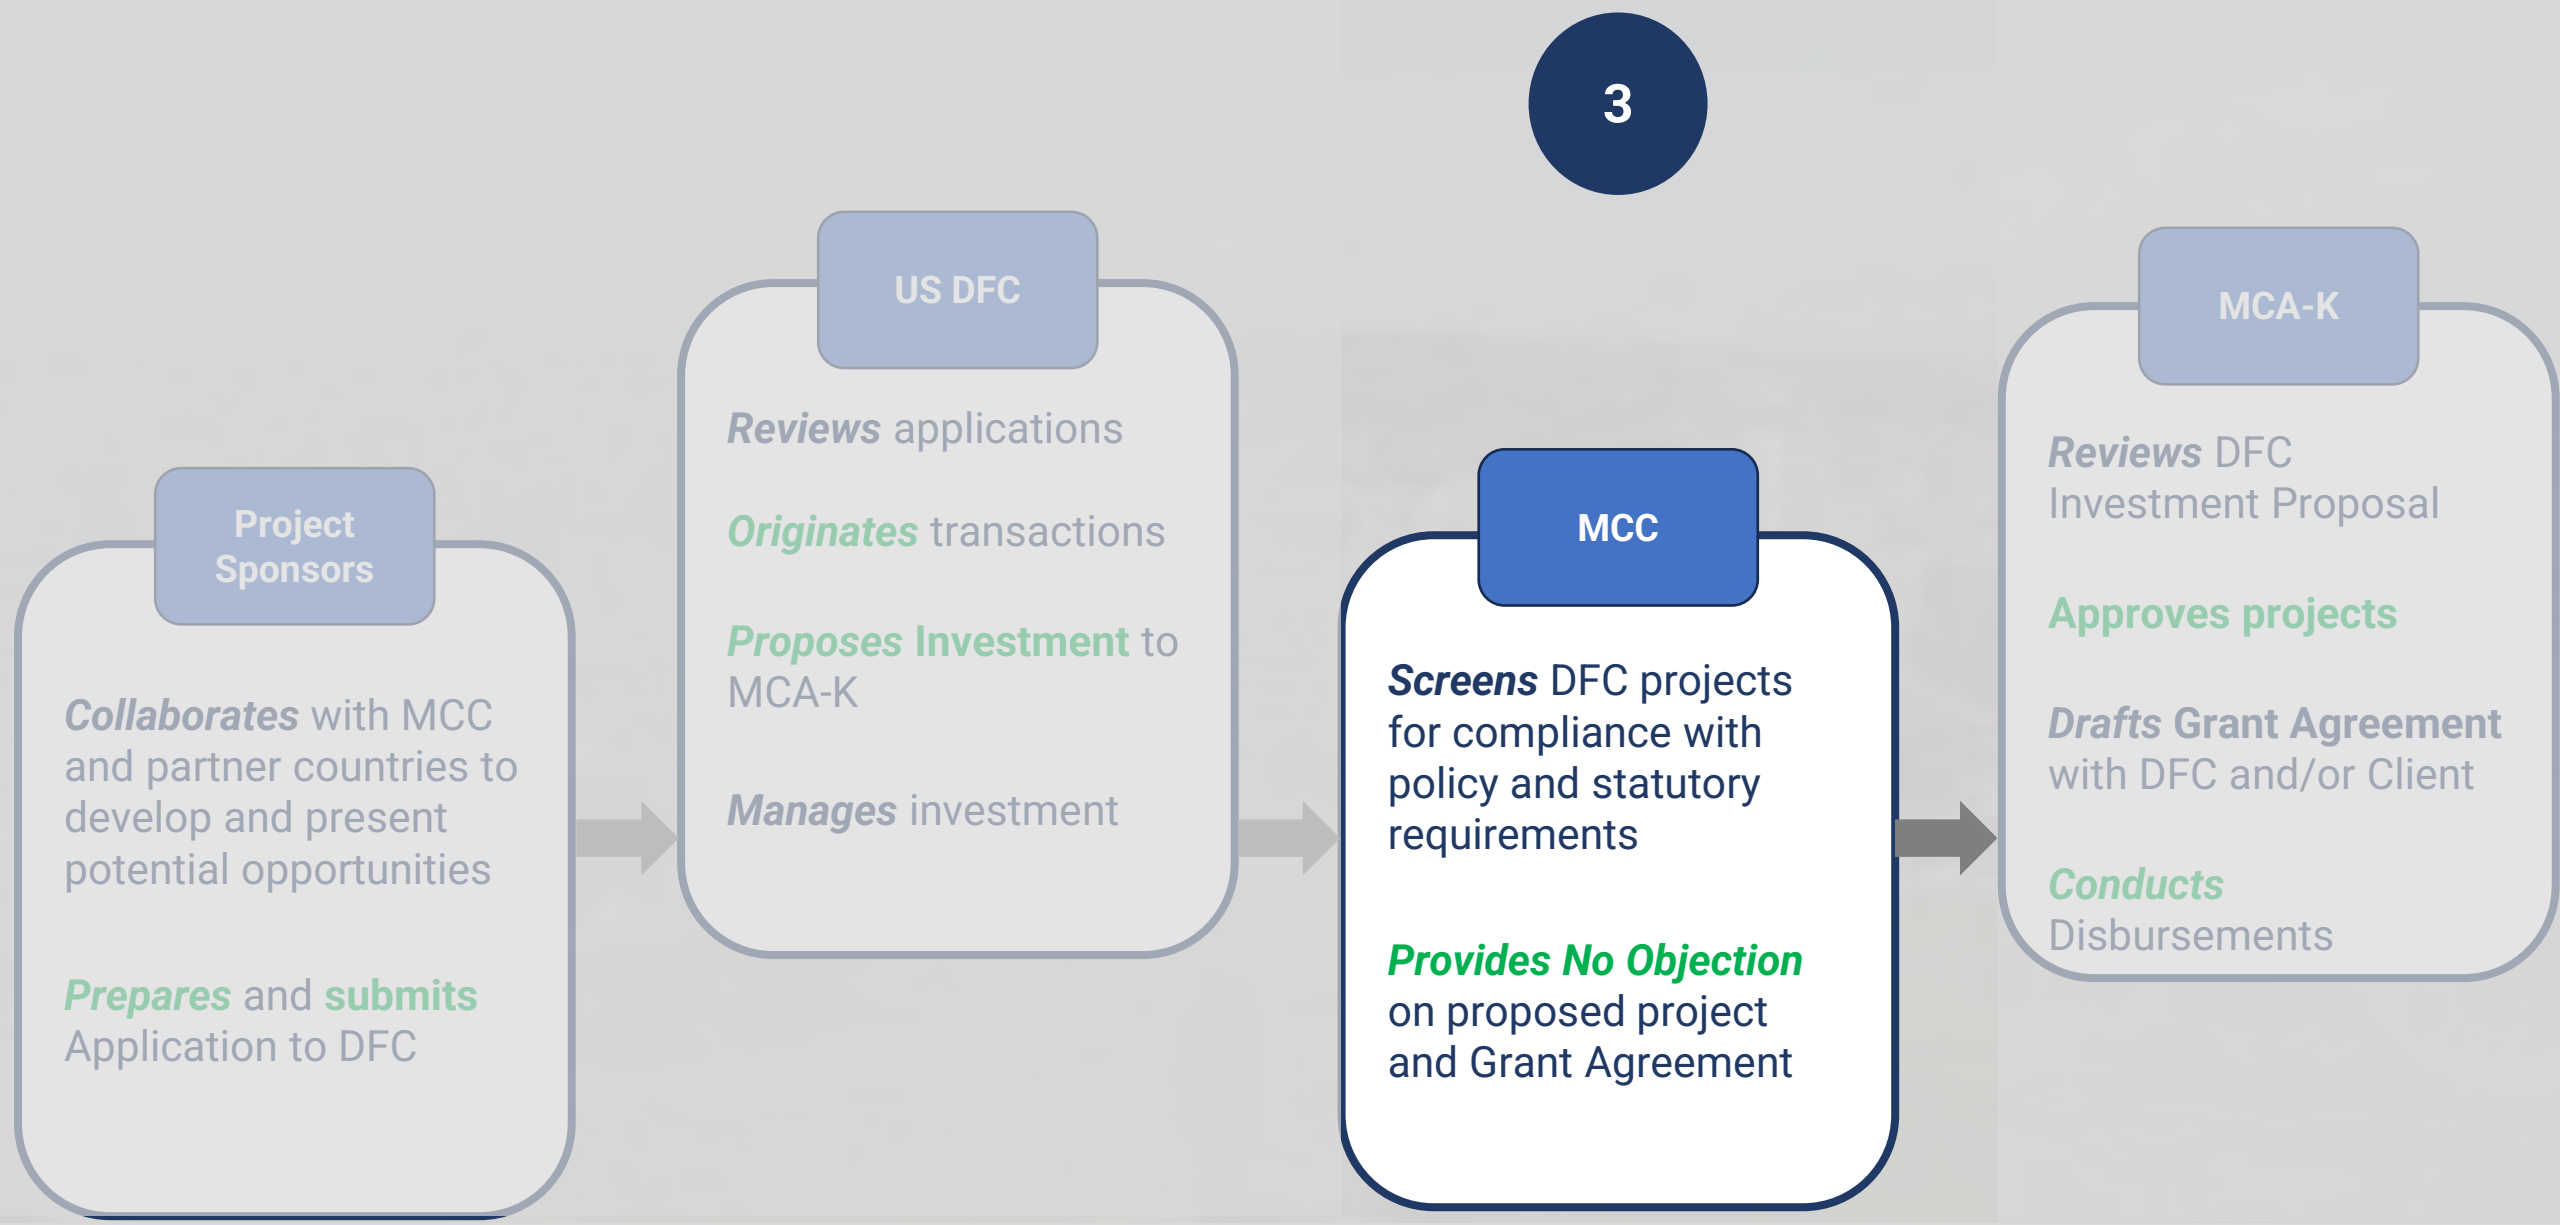 3
Project
Sponsors
Collaborates with MCC
and partner countries to
develop and present
potential opportunities
Prepares and submits
Application to DFC
US DFC
Reviews applications
Originates transactions
Proposes Investment to
MCA-K
Manages investment
MCC
Screens DFC projects
for compliance with
policy and statutory
requirements
Provides No Objection
on proposed project
and Grant Agreement
MCA-K
Reviews DFC
Investment Proposal
Approves projects
Drafts Grant Agreement
with DFC and/or Client
Conducts
Disbursements